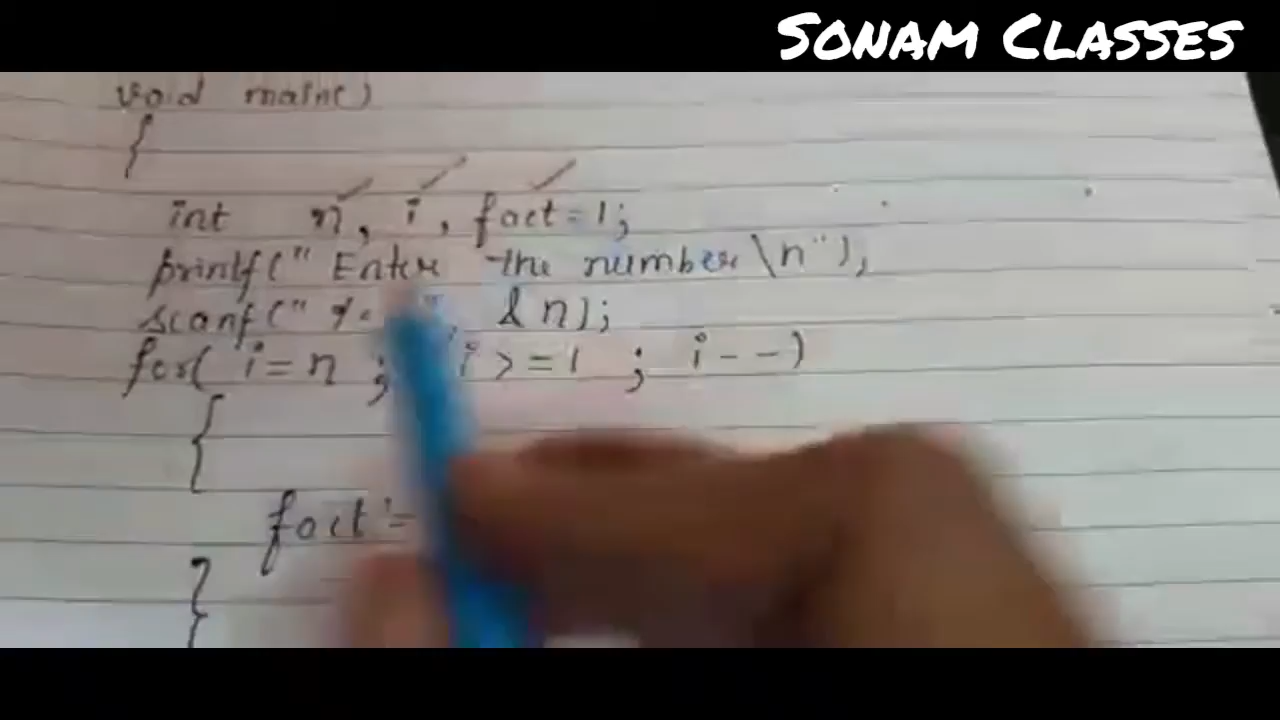 SONAM CLASSES
void main()
{
int n, i, fact=1;
printf(" Enter the number \n");
scanf(" % ", &n);
for( i=n ; i>=1 ; i--)
{
fact =
}